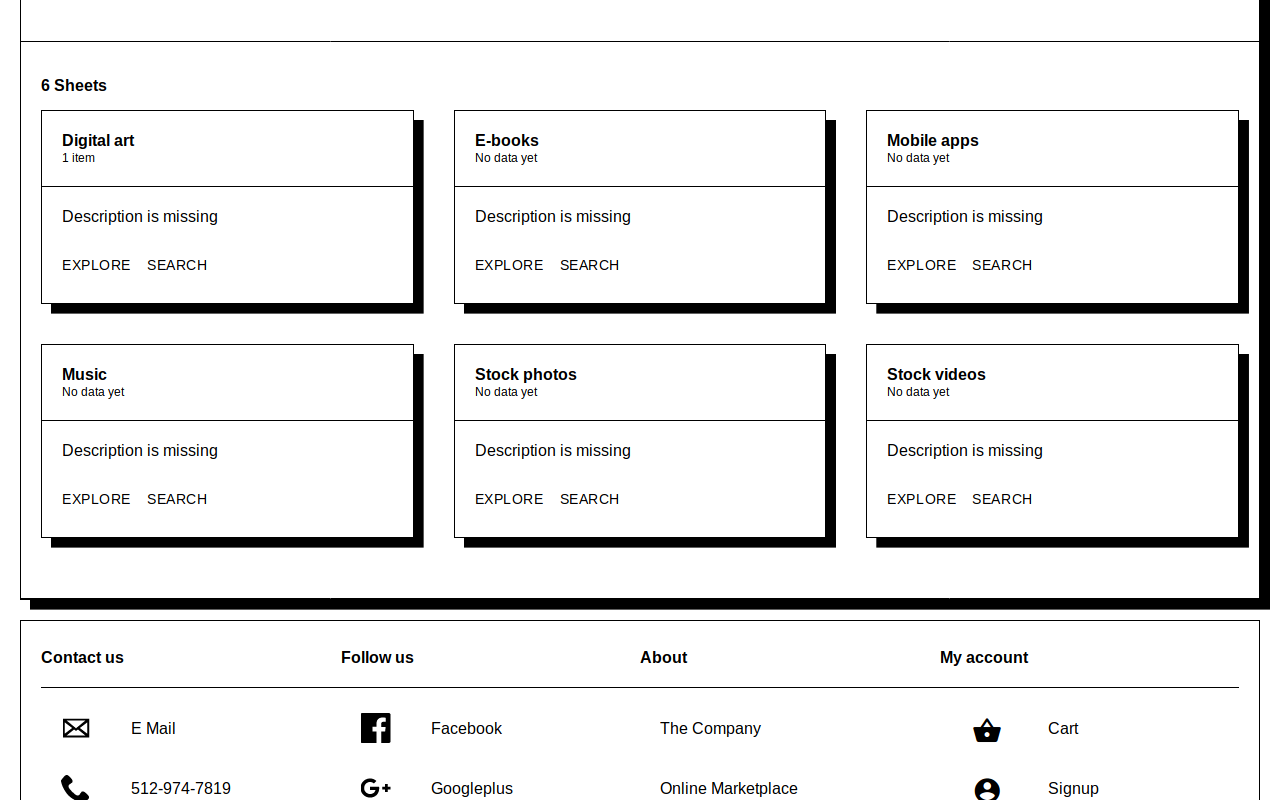 6 Sheets
Digital art
1 item
Description is missing
EXPLORE SEARCH
E-books
No data yet
Description is missing
EXPLORE SEARCH
Mobile apps
No data yet
Description is missing
EXPLORE SEARCH
Music
No data yet
Description is missing
EXPLORE SEARCH
Stock photos
No data yet
Description is missing
EXPLORE SEARCH
Stock videos
No data yet
Description is missing
EXPLORE SEARCH
Contact us
E Mail
512-974-7819
Follow us
Facebook
Googleplus
About
The Company
Online Marketplace
My account
Cart
Signup